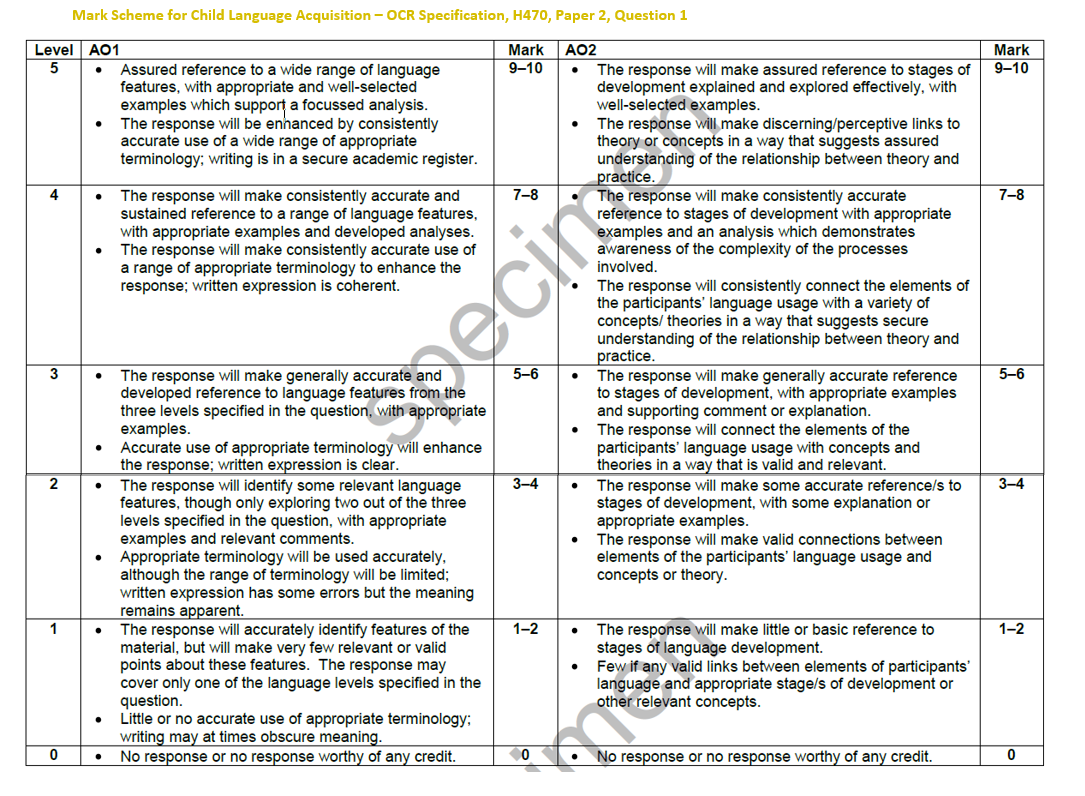 Mark Scheme for Child Language Acquisition – OCR Specification, H470, Paper 2, Question 1
Level AO1 Mark AO2 Mark
5
• Assured reference to a wide range of language
features, with appropriate and well-selected
examples which support a focussed analysis.
• The response will be enhanced by consistently
accurate use of a wide range of appropriate
terminology; writing is in a secure academic register.
9–10
• The response will make assured reference to stages of
development explained and explored effectively, with
well-selected examples.
• The response will make discerning/perceptive links to
theory or concepts in a way that suggests assured
understanding of the relationship between theory and
practice.
9–10
4
• The response will make consistently accurate and
sustained reference to a range of language features,
with appropriate examples and developed analyses.
• The response will make consistently accurate use of
a range of appropriate terminology to enhance the
response; written expression is coherent.
7–8
• The response will make consistently accurate
reference to stages of development with appropriate
examples and an analysis which demonstrates
awareness of the complexity of the processes
involved.
• The response will consistently connect the elements of
the participants' language usage with a variety of
concepts/ theories in a way that suggests secure
understanding of the relationship between theory and
practice.
7–8
3
• The response will make generally accurate and
developed reference to language features from the
three levels specified in the question, with appropriate
examples.
• Accurate use of appropriate terminology will enhance
the response; written expression is clear.
5–6
• The response will make generally accurate reference
to stages of development, with appropriate examples
and supporting comment or explanation.
• The response will connect the elements of the
participants' language usage with concepts and
theories in a way that is valid and relevant.
5–6
2
• The response will identify some relevant language
features, though only exploring two out of the three
levels specified in the question, with appropriate
examples and relevant comments.
• Appropriate terminology will be used accurately,
although the range of terminology will be limited;
written expression has some errors but the meaning
remains apparent.
3–4
• The response will make some accurate reference/s to
stages of development, with some explanation or
appropriate examples.
• The response will make valid connections between
elements of the participants' language usage and
concepts or theory.
3–4
1
• The response will accurately identify features of the
material, but will make very few relevant or valid
points about these features. The response may
cover only one of the language levels specified in the
question.
• Little or no accurate use of appropriate terminology;
writing may at times obscure meaning.
1–2
• The response will make little or basic reference to
stages of language development.
• Few if any valid links between elements of participants'
language and appropriate stage/s of development or
other relevant concepts.
1–2
0
• No response or no response worthy of any credit.
0
• No response or no response worthy of any credit.
0
specimen
imen